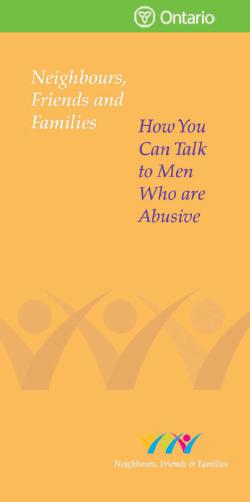 Ontario
Neighbours,
Friends and
Families
How You
Can Talk
to Men
Who are
Abusive
Neighbours, Friends & Families